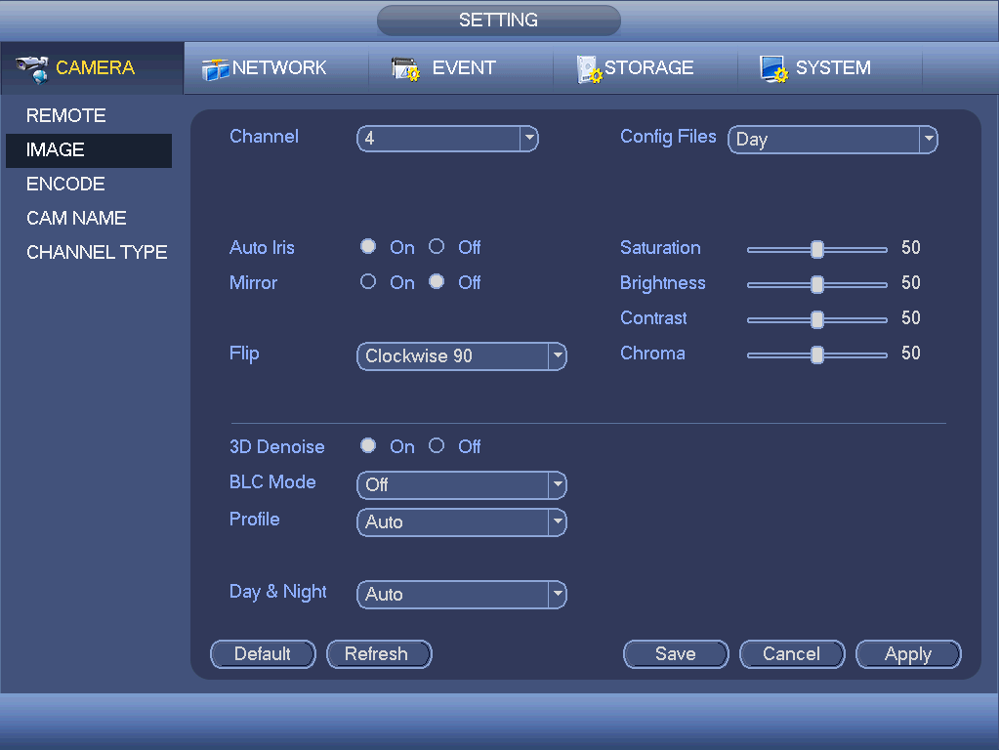 SETTING
CAMERA NETWORK EVENT STORAGE SYSTEM
REMOTE
IMAGE
ENCODE
CAM NAME
CHANNEL TYPE
Channel 4 Config Files Day
Auto Iris On Off Saturation 50
Mirror On Off Brightness 50
Contrast 50
Flip Clockwise 90 Chroma 50
3D Denoise On Off
BLC Mode Off
Profile Auto
Day & Night Auto
Default Refresh Save Cancel Apply